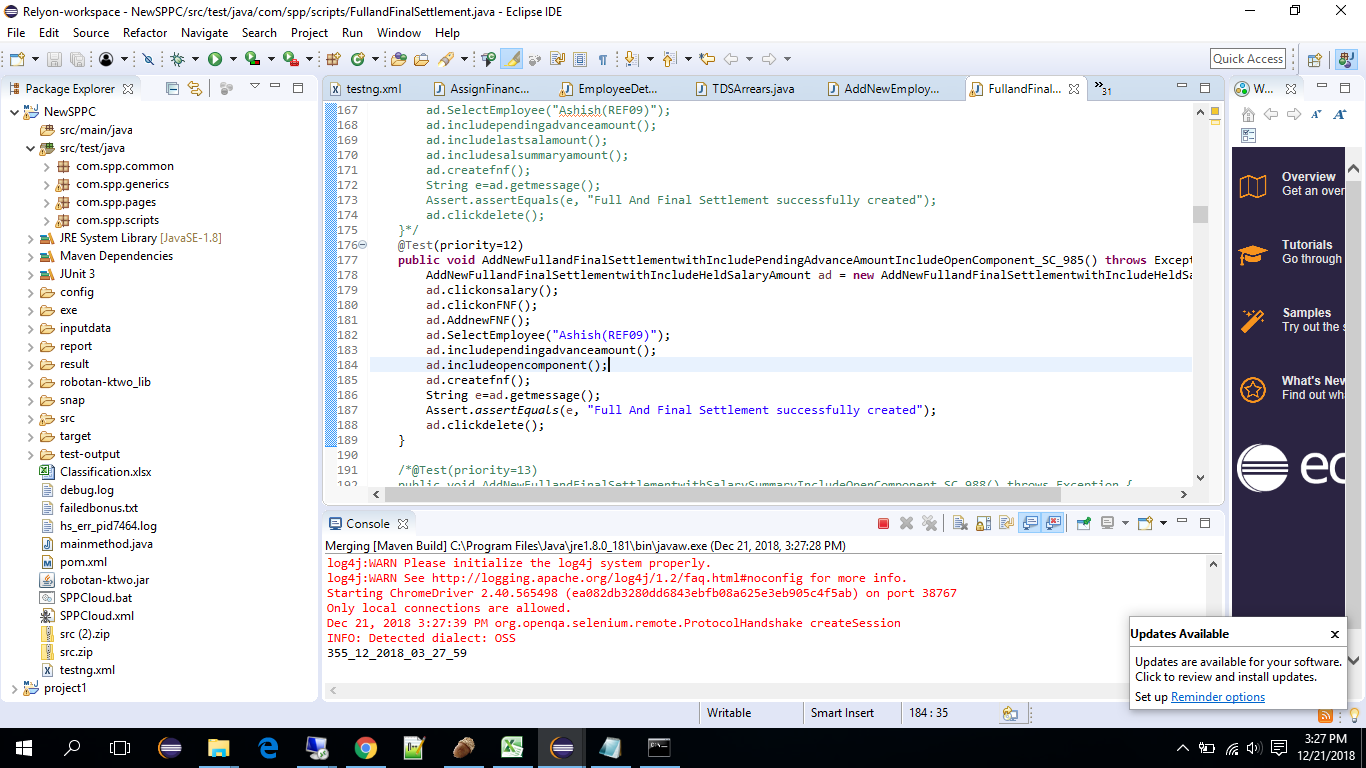 Relyon-workspace - NewSPPC/src/test/java/com/spp/scripts/FullandFinalSettlement.java - Eclipse IDE
File Edit Source Refactor Navigate Search Project Run Window Help
Quick Access
Package Explorer
testng.xml AssignFinanc... EmployeeDet... TDSArrears.java AddNewEmploy... FullandFinal... »31
W...
NewSPPC
src/main/java
src/test/java
com.spp.common
com.spp.generics
com.spp.pages
com.spp.scripts
JRE System Library [JavaSE-1.8]
Maven Dependencies
JUnit 3
config
exe
inputdata
report
result
robotan-ktwo_lib
snap
src
target
test-output
Classification.xlsx
debug.log
failedbonus.txt
hs_err_pid7464.log
mainmethod.java
pom.xml
robotan-ktwo.jar
SPPCloud.bat
SPPCloud.xml
src (2).zip
src.zip
testng.xml
project1
167 ad.SelectEmployee("Ashish(REF09)");
168 ad.includependingadvanceamount();
169 ad.includelastsalamount();
170 ad.includesalsummaryamount();
171 ad.createfnf();
172 String e=ad.getmessage();
173 Assert.assertEquals(e, "Full And Final Settlement successfully created");
174 ad.clickdelete();
175 }*/
176 @Test(priority=12)
177 public void AddNewFullandFinalSettlementwithIncludePendingAdvanceAmountIncludeOpenComponent_SC_985() throws Except
178 AddNewFullandFinalSettlementwithIncludeHeldSalaryAmount ad = new AddNewFullandFinalSettlementwithIncludeHeldSa
179 ad.clickonsalary();
180 ad.clickonFNF();
181 ad.AddnewFNF();
182 ad.SelectEmployee("Ashish(REF09)");
183 ad.includependingadvanceamount();
184 ad.includeopencomponent();
185 ad.createfnf();
186 String e=ad.getmessage();
187 Assert.assertEquals(e, "Full And Final Settlement successfully created");
188 ad.clickdelete();
189 }
190
191 /*@Test(priority=13)
192 public void AddNewFullandFinalSettlementwithSalarySummaryIncludeOpenComponent_SC_988() throws Exception {
Overview
Get an over
Tutorials
Go through
Samples
Try out the s
What's New
Find out wha
ec
Console
Merging [Maven Build] C:\Program Files\Java\jre1.8.0_181\bin\javaw.exe (Dec 21, 2018, 3:27:28 PM)
log4j:WARN Please initialize the log4j system properly.
log4j:WARN See http://logging.apache.org/log4j/1.2/faq.html#noconfig for more info.
Starting ChromeDriver 2.40.565498 (ea082db3280dd6843ebfb08a625e3eb905c4f5ab) on port 38767
Only local connections are allowed.
Dec 21, 2018 3:27:39 PM org.openqa.selenium.remote.ProtocolHandshake createSession
INFO: Detected dialect: OSS
355_12_2018_03_27_59
Updates Available
Updates are available for your software.
Click to review and install updates.
Set up Reminder options
Writable Smart Insert 184 : 35
3:27 PM
12/21/2018